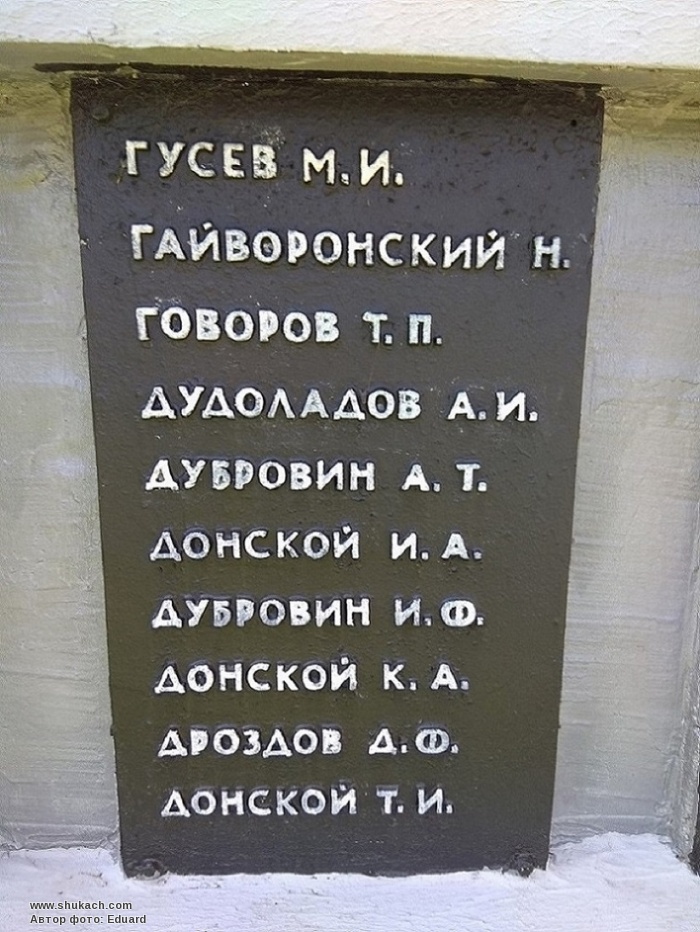 ГУСЕВ М.И.
ГАЙВОРОНСКИЙ Н.
ГОВОРОВ Т.П.
ДУДОЛАДОВ А.И.
ДУБРОВИН А.Т.
ДОНСКОЙ И.А.
ДУБРОВИН И.Ф.
ДОНСКОЙ К.А.
ДРОЗДОВ Д.Ф.
ДОНСКОЙ Т.И.
www.shukach.com
Автор фото: Eduard